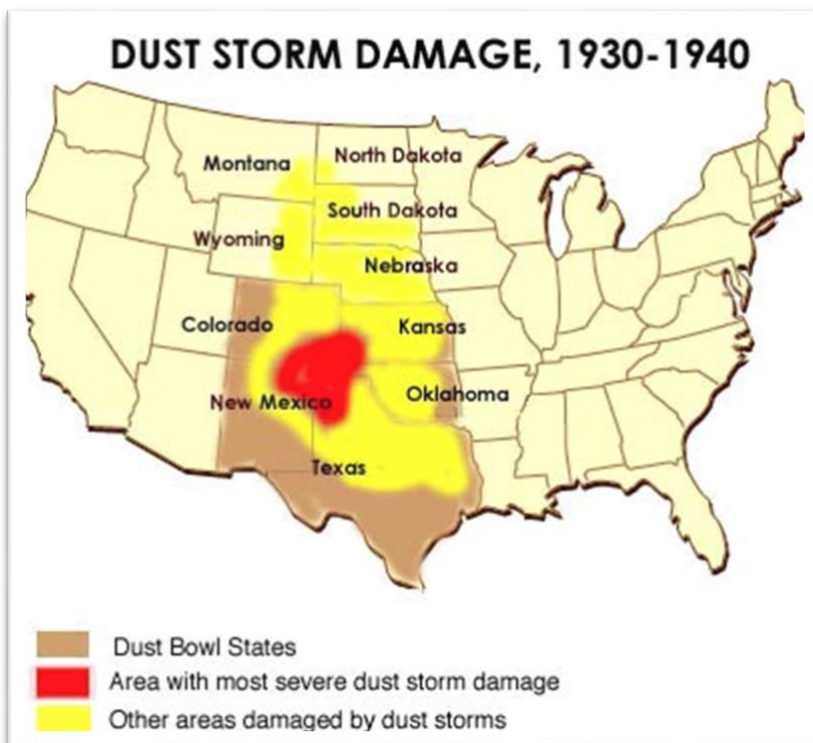 DUST STORM DAMAGE, 1930-1940
Montana
North Dakota
South Dakota
Wyoming
Nebraska
Colorado
Kansas
Oklahoma
New Mexico
Texas
Dust Bowl States
Area with most severe dust storm damage
Other areas damaged by dust storms